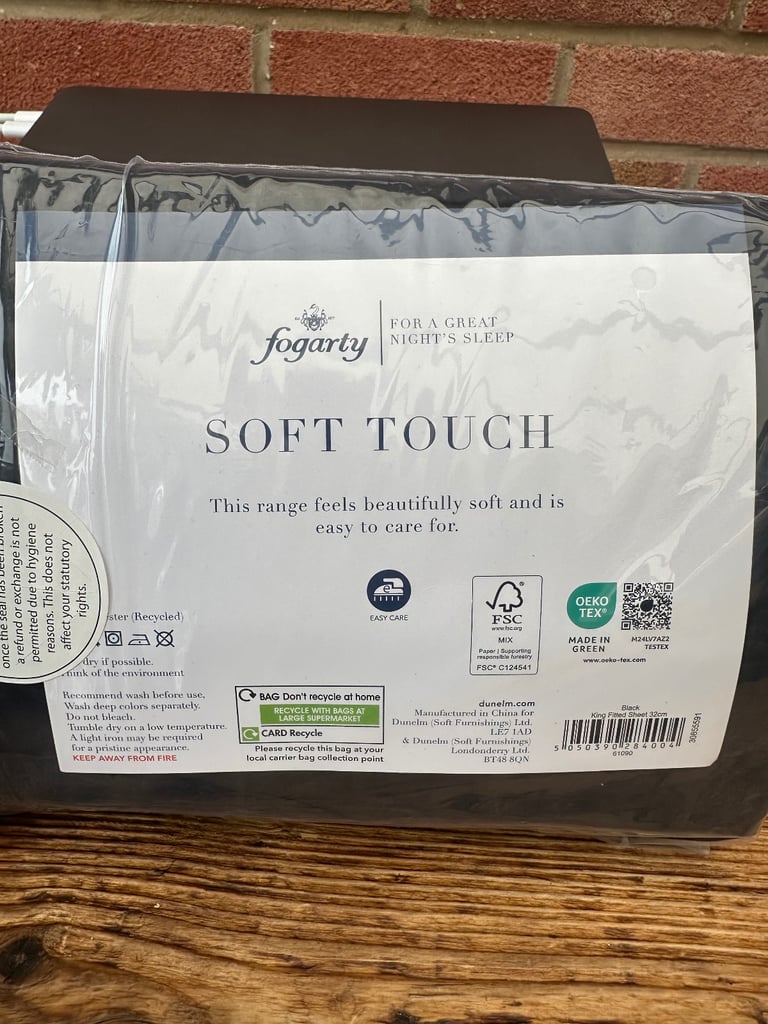 fogarty
FOR A GREAT
NIGHT'S SLEEP
SOFT TOUCH
This range feels beautifully soft and is
easy to care for.
once the seal has been broken
a refund or exchange is not
permitted due to hygiene
reasons. This does not
affect your statutory
rights.
(Recycled)
dry if possible.
of the environment
Recommend wash before use,
Wash deep colors separately.
Do not bleach.
Tumble dry on a low temperature.
A light iron may be required
for a pristine appearance.
KEEP AWAY FROM FIRE
EASY CARE
BAG Don't recycle at home
RECYCLE WITH BAGS AT
LARGE SUPERMARKET
CARD Recycle
Please recycle this bag at your
local carrier bag collection point
FSC
www.fsc.org
MIX
Paper | Supporting
responsible forestry
FSC® C124541
dunelm.com
Manufactured in China for
Dunelm (Soft Furnishings) Ltd.
LE7 1AD
& Dunelm (Soft Furnishings)
Londonderry Ltd.
BT48 8QN
OEKO
TEX®
MADE IN
GREEN
M24LV7AZ2
TESTEX
www.oeko-tex.com
Black
King Fitted Sheet 32cm
5 050390 284004
61090
30855591